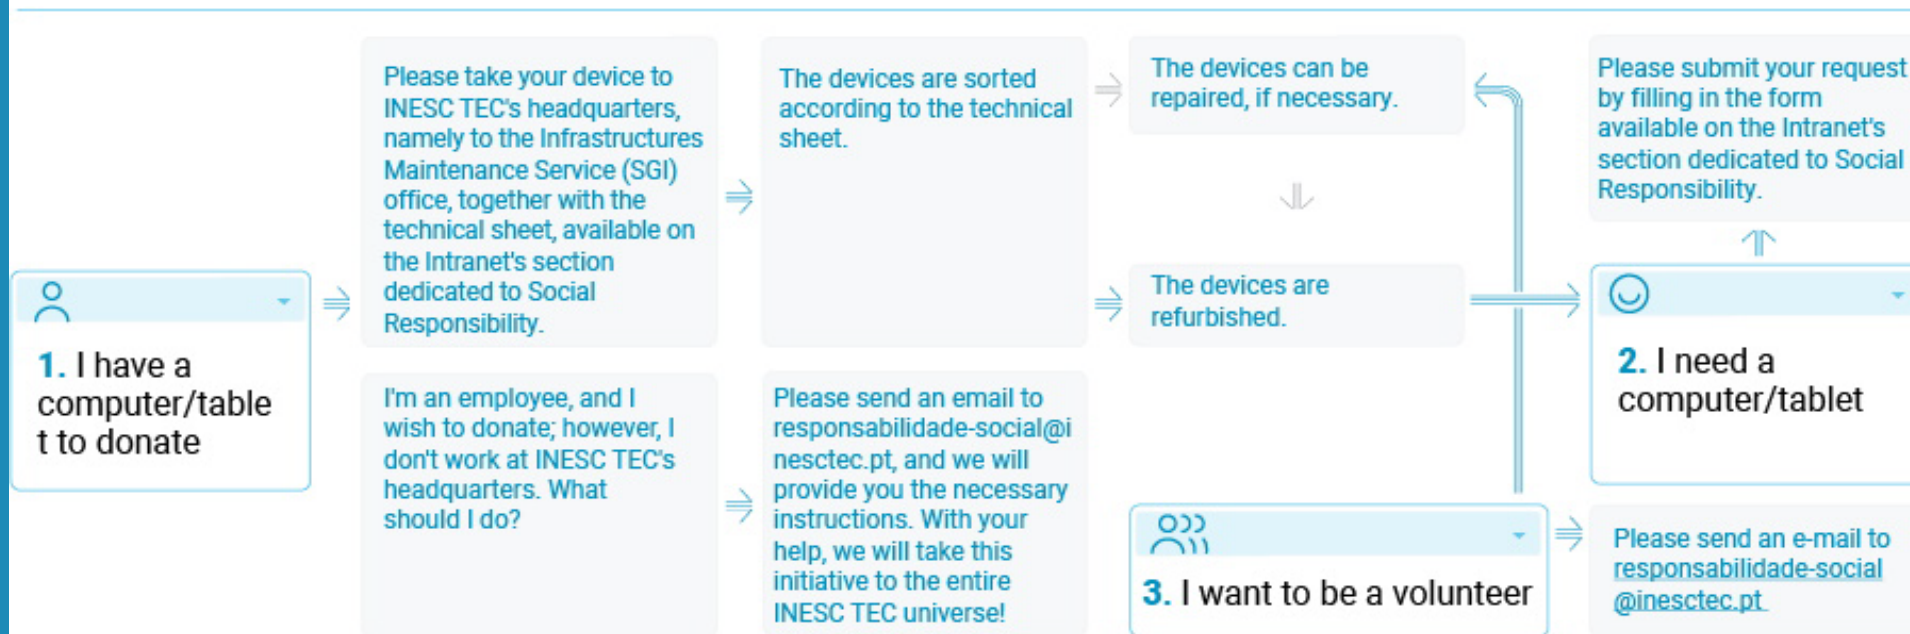 1. I have a
computer/table
t to donate
Please take your device to
INESC TEC's headquarters,
namely to the Infrastructures
Maintenance Service (SGI)
office, together with the
technical sheet, available on
the Intranet's section
dedicated to Social
Responsibility.
The devices are sorted
according to the technical
sheet.
The devices can be
repaired, if necessary.
The devices are
refurbished.
I'm an employee, and I
wish to donate; however, I
don't work at INESC TEC's
headquarters. What
should I do?
Please send an email to
responsabilidade-social@i
nesctec.pt, and we will
provide you the necessary
instructions. With your
help, we will take this
initiative to the entire
INESC TEC universe!
Please submit your request
by filling in the form
available on the Intranet's
section dedicated to Social
Responsibility.
2. I need a
computer/tablet
3. I want to be a volunteer
Please send an e-mail to
responsabilidade-social
@inesctec.pt